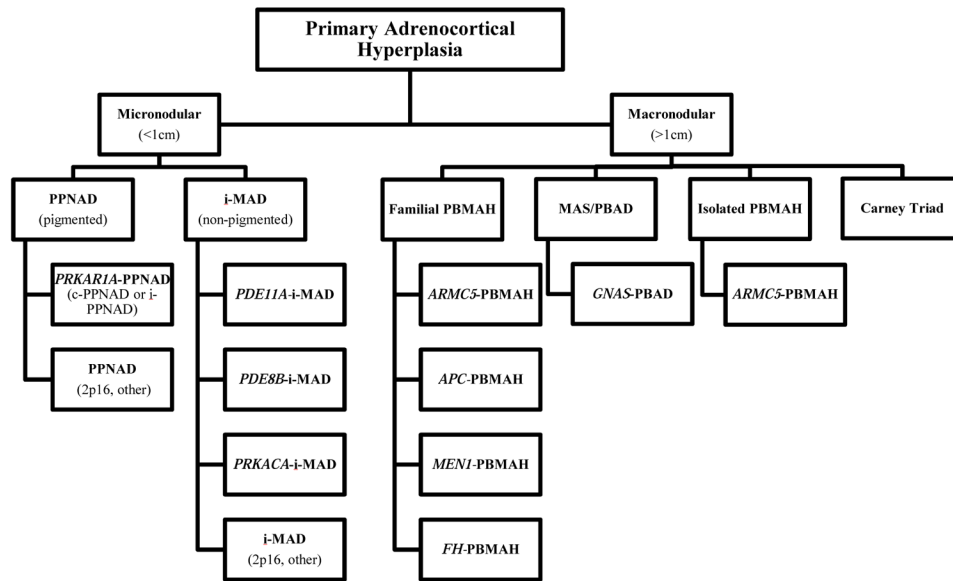 Primary Adrenocortical
Hyperplasia
Micronodular
(<1cm)
Macronodular
(>1cm)
PPNAD
(pigmented)
i-MAD
(non-pigmented)
Familial PBMAH
MAS/PBAD
Isolated PBMAH
Carney Triad
PRKAR1A-PPNAD
(c-PPNAD or i-
PPNAD)
PDE11A-i-MAD
ARMC5-PBMAH
GNAS-PBAD
ARMC5-PBMAH
PPNAD
(2p16, other)
PDE8B-i-MAD
APC-PBMAH
PRKACA-i-MAD
MEN1-PBMAH
i-MAD
(2p16, other)
FH-PBMAH